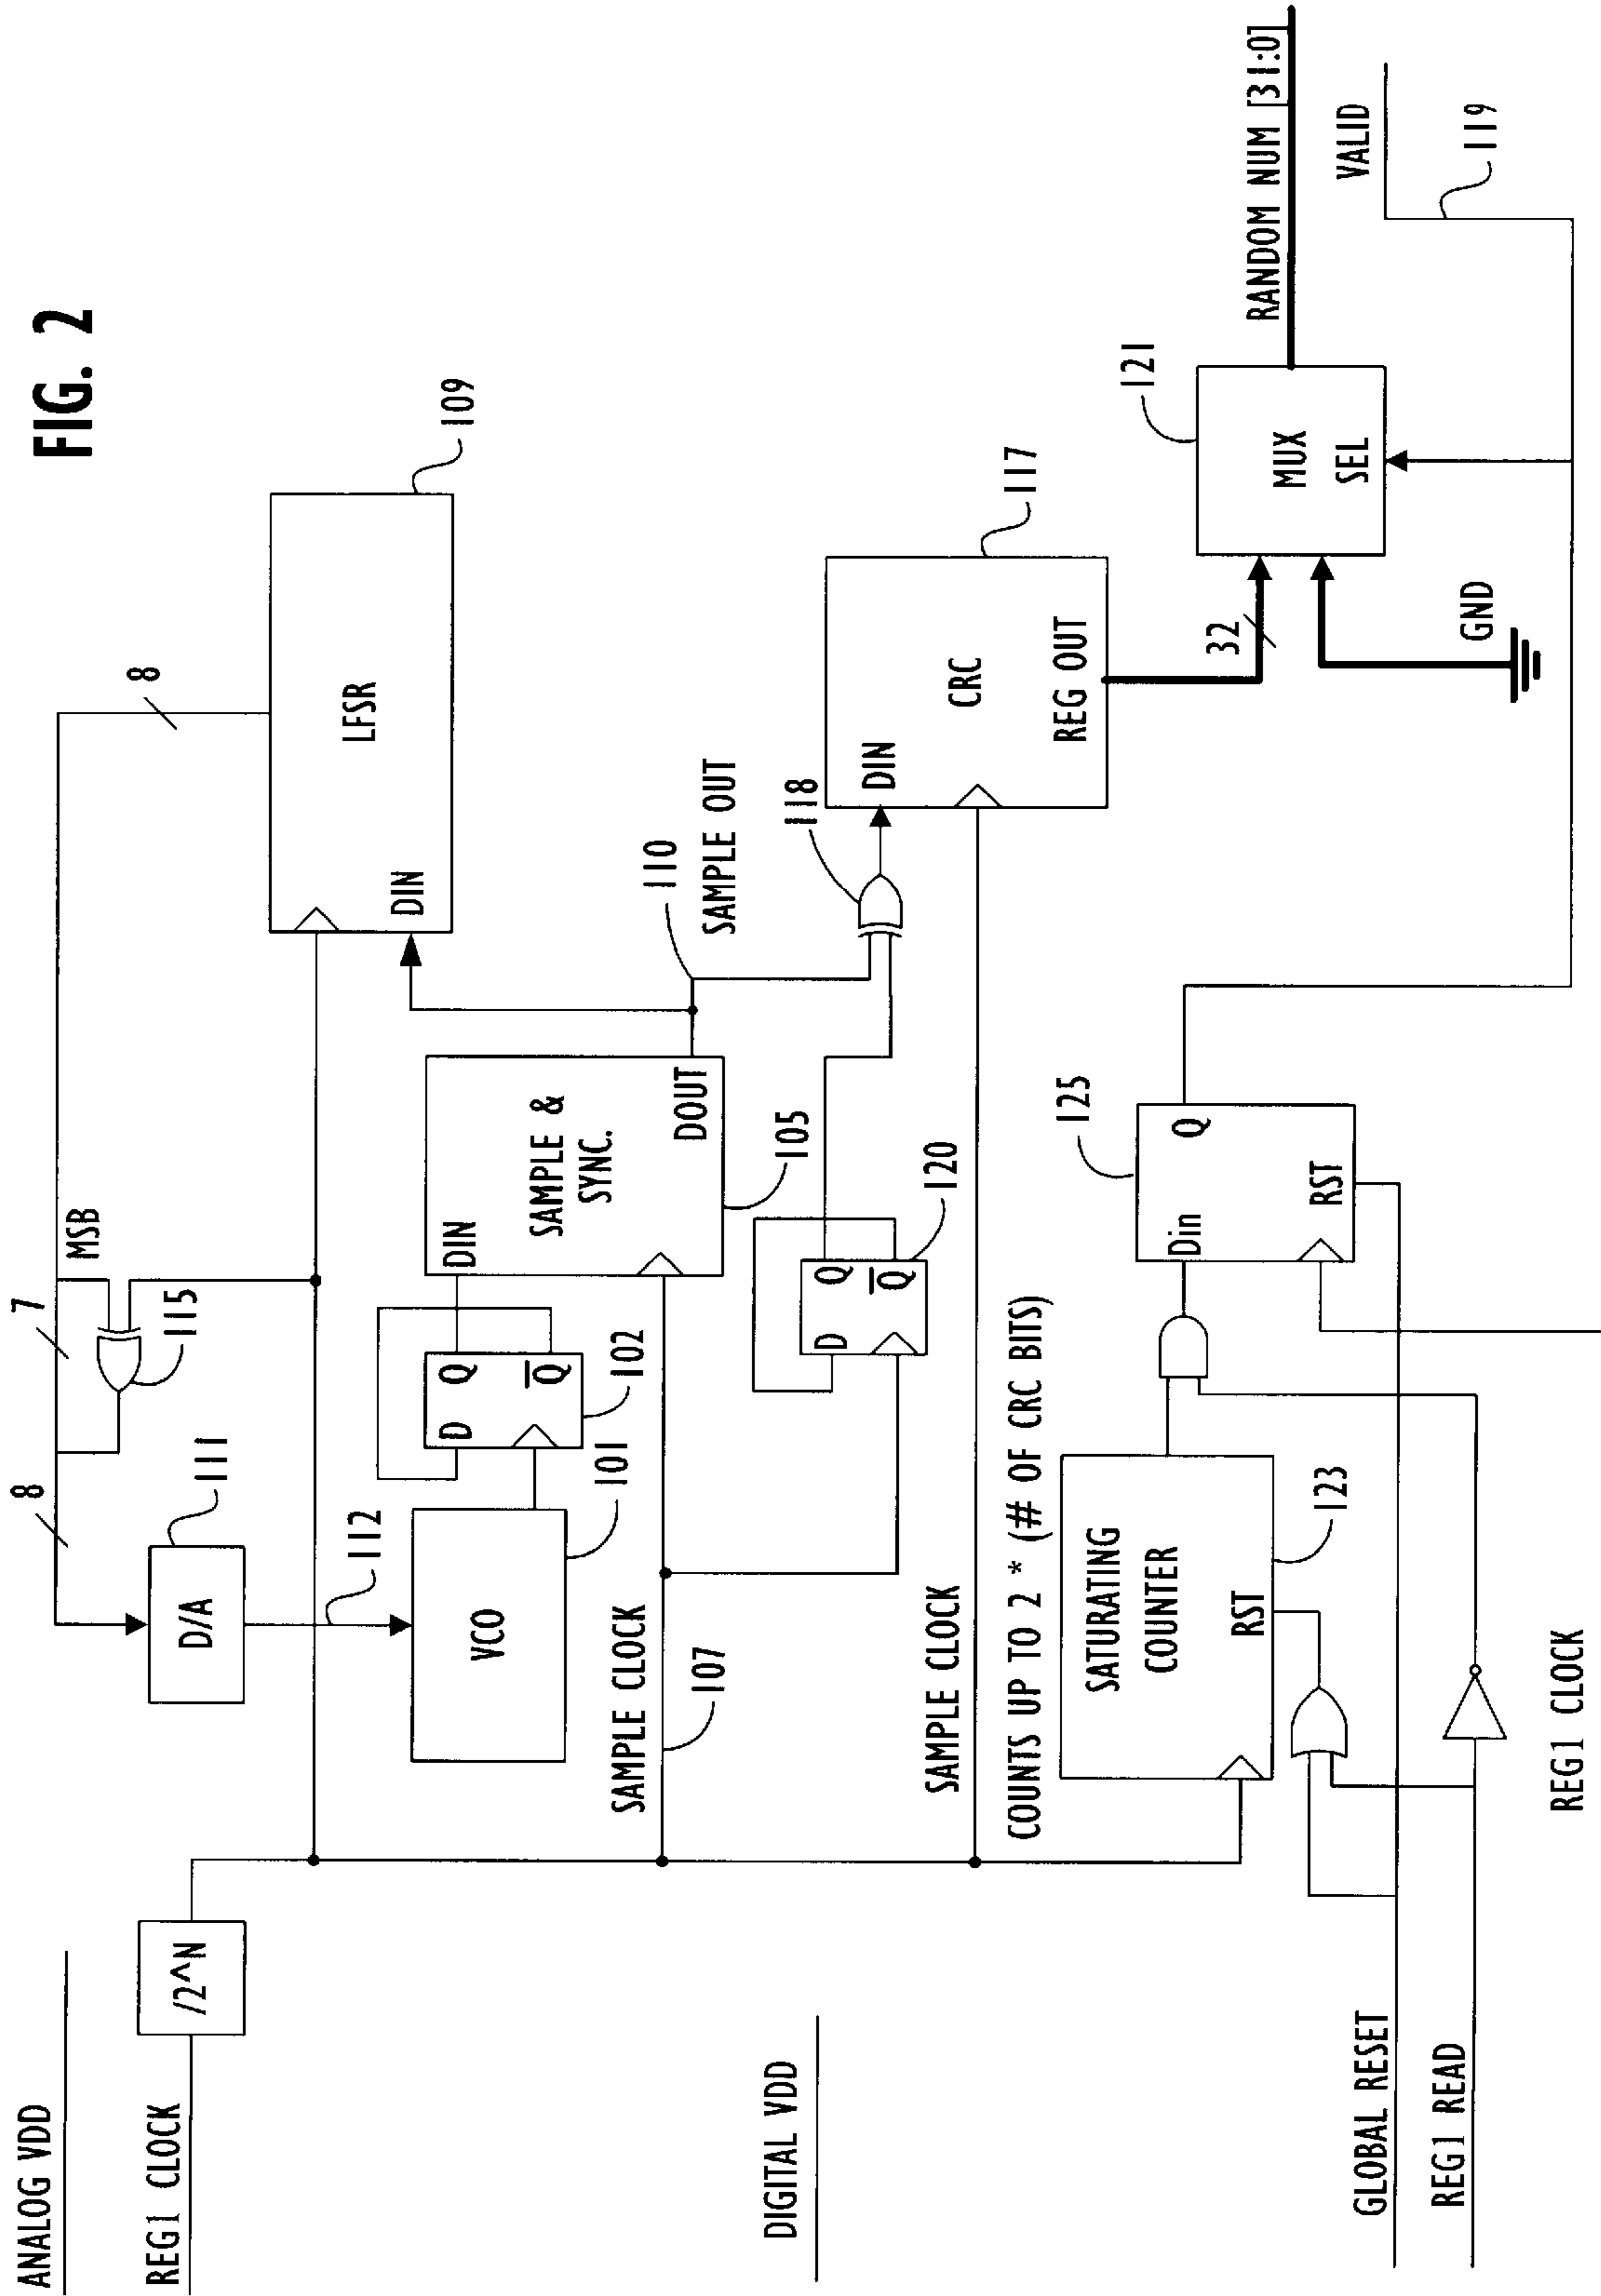 FIG. 2
ANALOG VDD
REG1 CLOCK
/2^N
8
7
MSB
8
D/A
111
115
112
LFSR
DIN
109
VCO
101
D
Q
Q
102
DIN
SAMPLE &
SYNC.
DOUT
105
110
SAMPLE OUT
SAMPLE CLOCK
107
D
Q
Q
120
118
DIN
CRC
REG OUT
117
SAMPLE CLOCK
DIGITAL VDD
COUNTS UP TO 2 * (# OF CRC BITS)
SATURATING
COUNTER
RST
123
Din
Q
RST
125
32
GND
MUX
SEL
121
RANDOM NUM [31:0]
VALID
119
GLOBAL RESET
REG1 READ
REG1 CLOCK